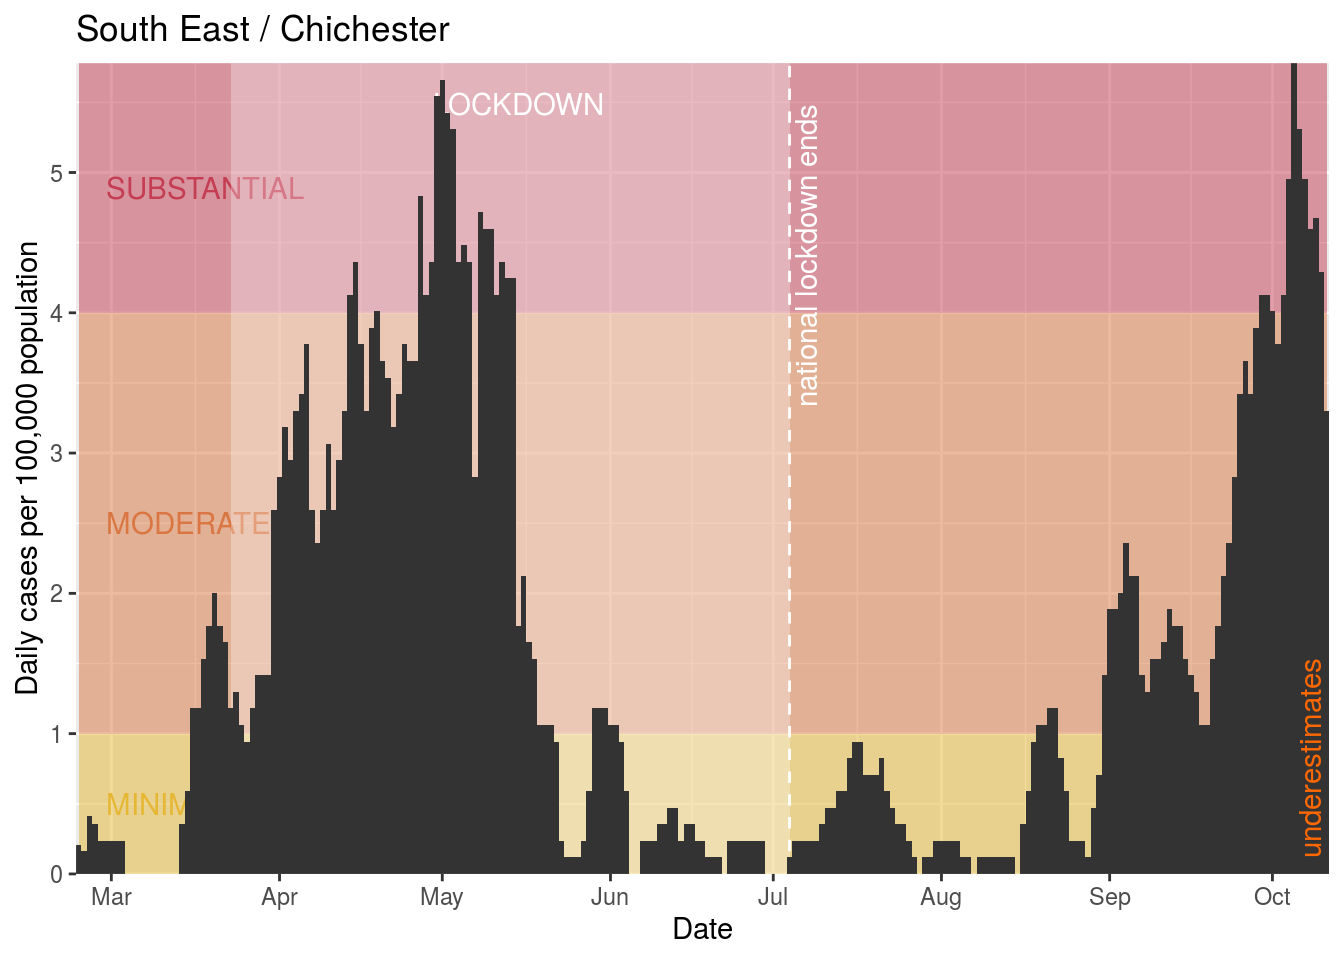 South East / Chichester
Daily cases per 100,000 population
5
4
3
2
1
0
OCKDOWN
SUBSTANTIAL
MODERATE
MINIM
national lockdown ends
underestimates
Mar Apr May Jun Jul Aug Sep Oct
Date